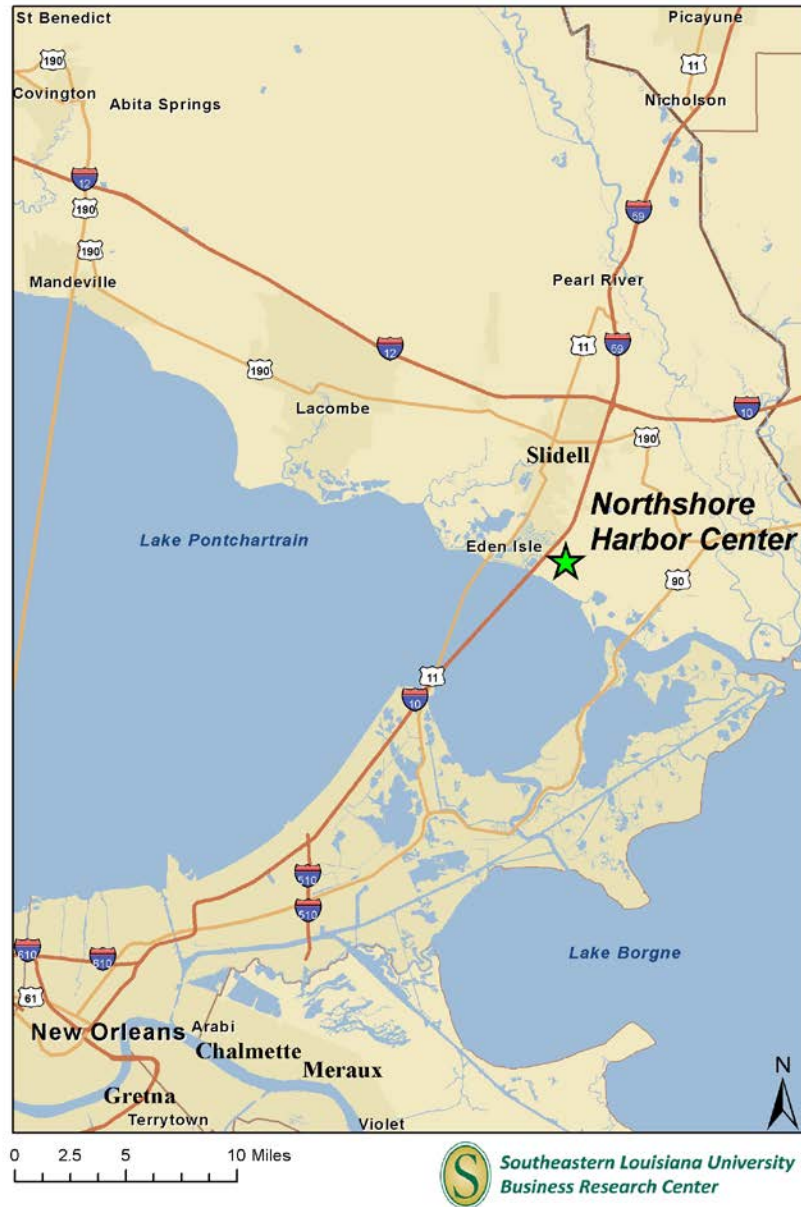 St Benedict
Picayune
190
11
Covington
Abita Springs
Nicholson
12
190
59
190
Mandeville
Pearl River
11
59
12
190
Lacombe
10
190
Slidell
Northshore
Harbor Center
Lake Pontchartrain
Eden Isle
90
11
10
510
510
610
610
Lake Borgne
61
New Orleans
Arabi
Chalmette
Meraux
Gretna
Terrytown
Violet
N
0 2.5 5 10 Miles
S
Southeastern Louisiana University
Business Research Center